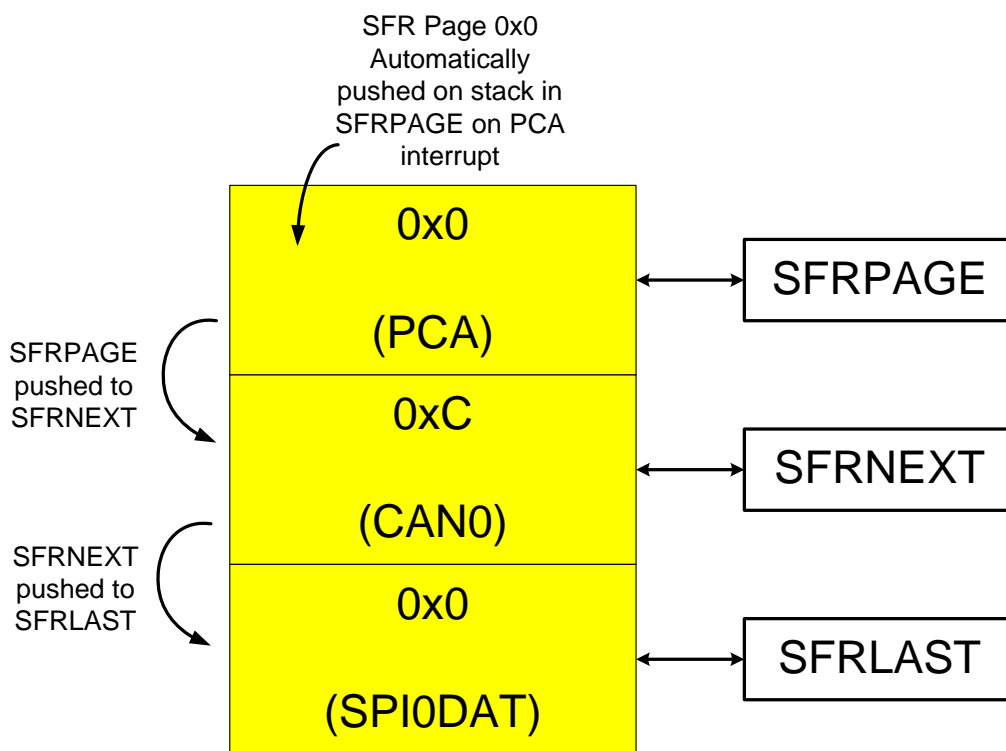 SFR Page 0x0
Automatically
pushed on stack in
SFRPAGE on PCA
interrupt
0x0
(PCA)
SFRPAGE
SFRPAGE
pushed to
SFRNEXT
0xC
(CAN0)
SFRNEXT
SFRNEXT
pushed to
SFRLAST
0x0
(SPI0DAT)
SFRLAST